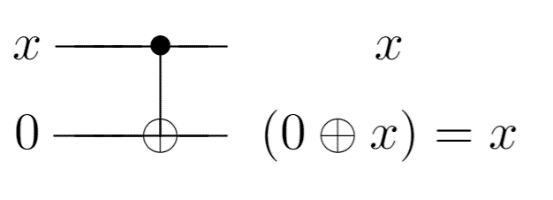 x x
0 (0 ⊕ x) = x